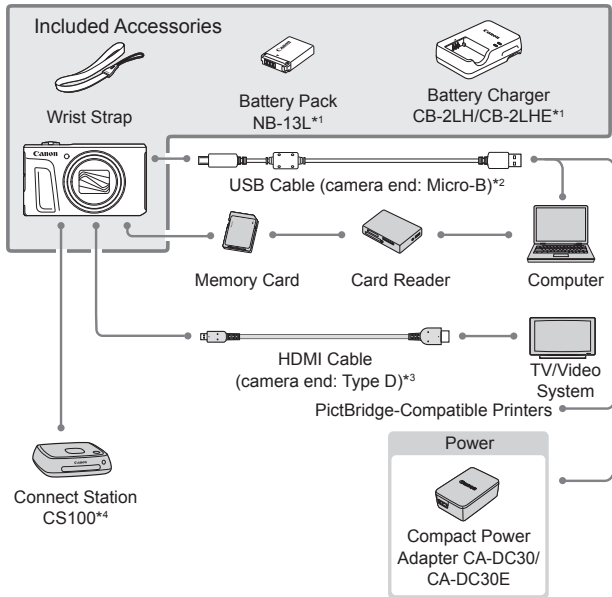 Included Accessories
Wrist Strap
Battery Pack
NB-13L*1
Battery Charger
CB-2LH/CB-2LHE*1
Canon
USB Cable (camera end: Micro-B)*2
Memory Card
Card Reader
Computer
HDMI Cable
(camera end: Type D)*3
TV/Video
System
PictBridge-Compatible Printers
Power
Connect Station
CS100*4
Compact Power
Adapter CA-DC30/
CA-DC30E